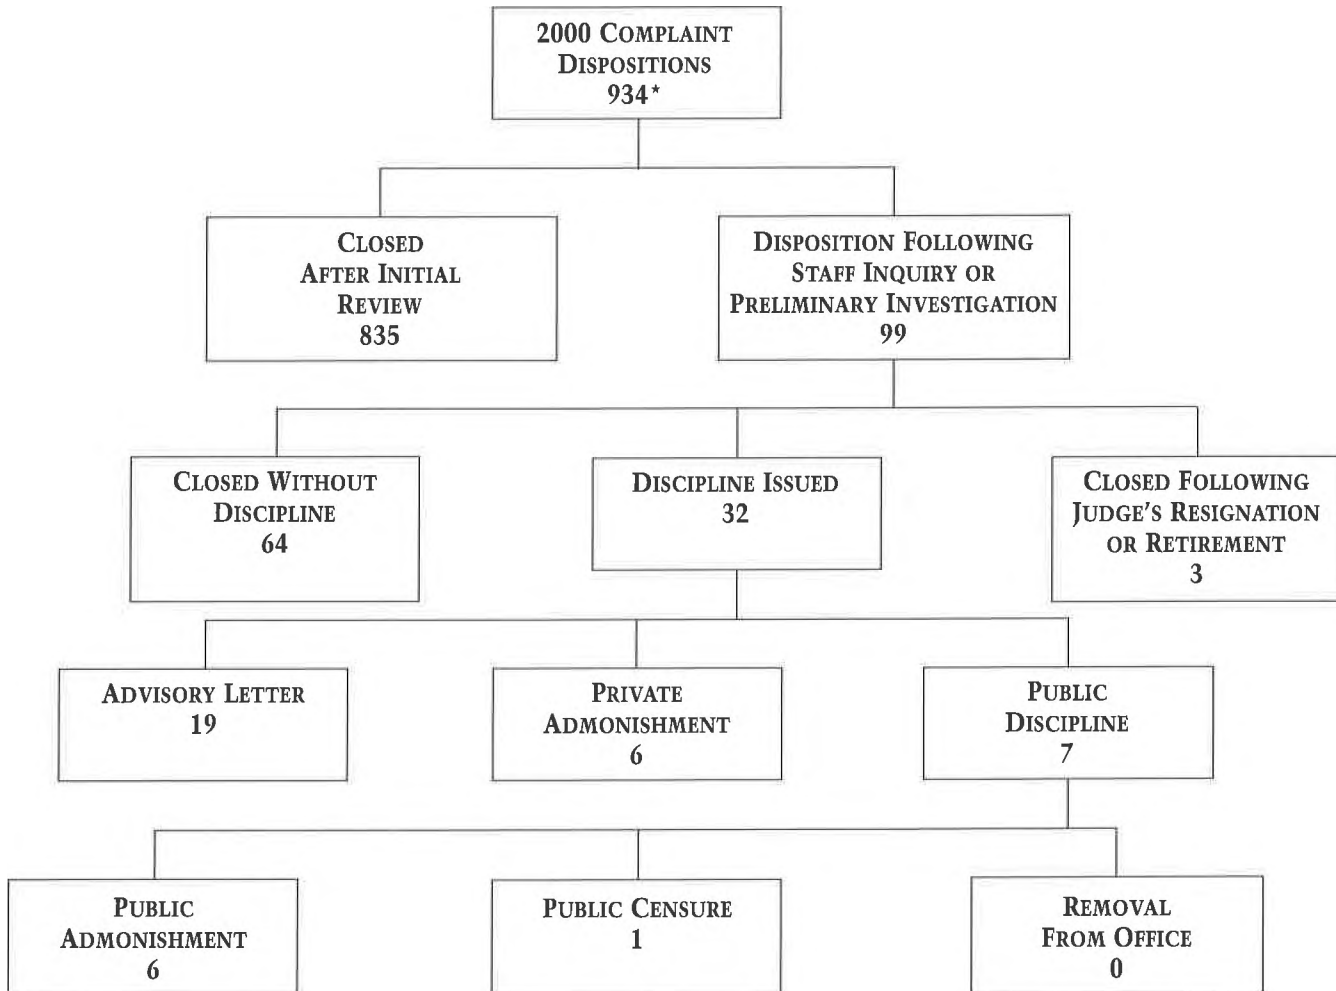 2000 COMPLAINT
DISPOSITIONS
934*
CLOSED
AFTER INITIAL
REVIEW
835
DISPOSITION FOLLOWING
STAFF INQUIRY OR
PRELIMINARY INVESTIGATION
99
CLOSED WITHOUT
DISCIPLINE
64
DISCIPLINE ISSUED
32
CLOSED FOLLOWING
JUDGE'S RESIGNATION
OR RETIREMENT
3
ADVISORY LETTER
19
PRIVATE
ADMONISHMENT
6
PUBLIC
DISCIPLINE
7
PUBLIC
ADMONISHMENT
6
PUBLIC CENSURE
1
REMOVAL
FROM OFFICE
0